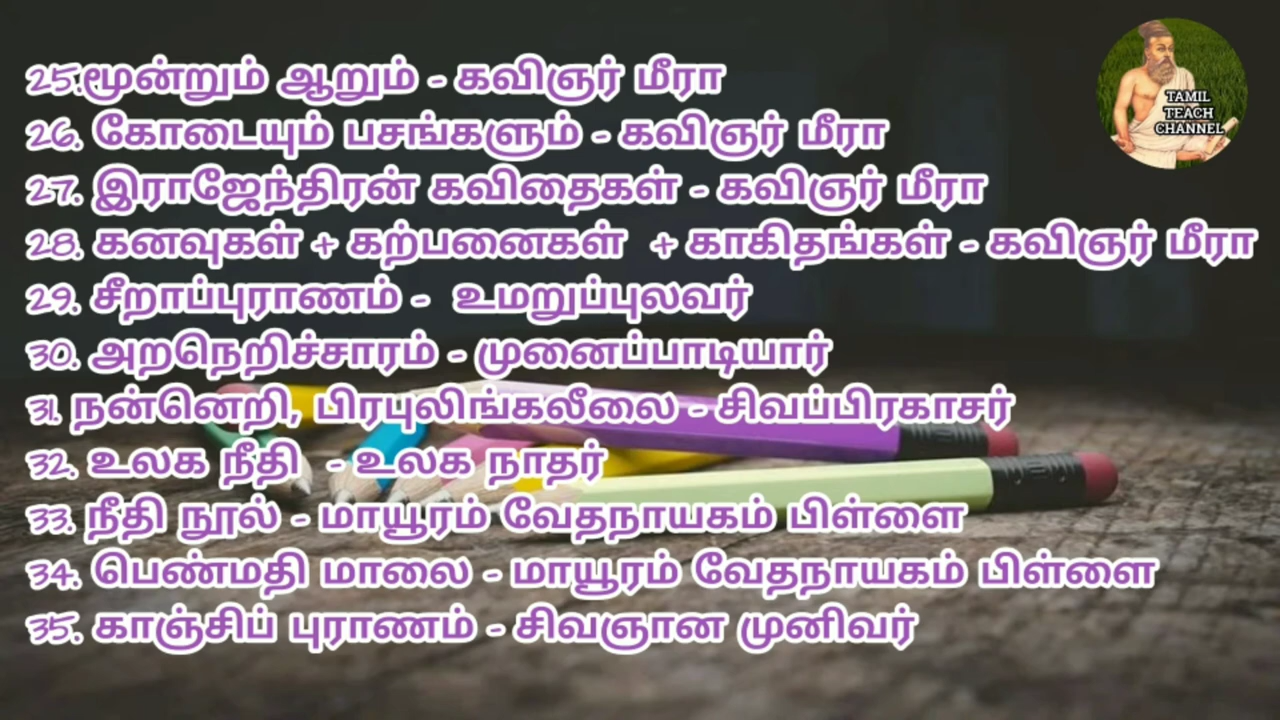 25.மூன்றும் ஆறும் - கவிஞர் மீரா
26. கோடையும் பசங்களும் - கவிஞர் மீரா
27. இராஜேந்திரன் கவிதைகள் - கவிஞர் மீரா
28. கனவுகள் + கற்பனைகள் + காகிதங்கள் - கவிஞர் மீரா
29. சீறாப்புராணம் - உமறுப்புலவர்
30. அறநெறிச்சாரம் - முனைப்பாடியார்
31. நன்னெறி, பிரபுலிங்கலீலை - சிவப்பிரகாசர்
32. உலக நீதி - உலக நாதர்
33. நீதி நூல் - மாயூரம் வேதநாயகம் பிள்ளை
34. பெண்மதி மாலை - மாயூரம் வேதநாயகம் பிள்ளை
35. காஞ்சிப் புராணம் - சிவஞான முனிவர்
TAMIL
TEACH
CHANNEL